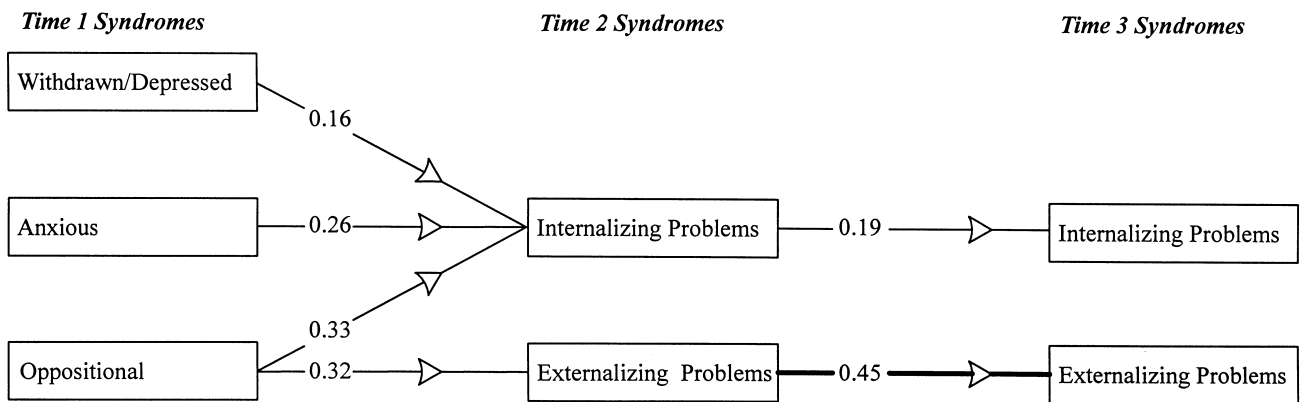 Time 1 Syndromes
Time 2 Syndromes
Time 3 Syndromes
Withdrawn/Depressed
0.16
Anxious
0.26
Internalizing Problems
0.19
Internalizing Problems
0.33
Oppositional
0.32
Externalizing Problems
0.45
Externalizing Problems